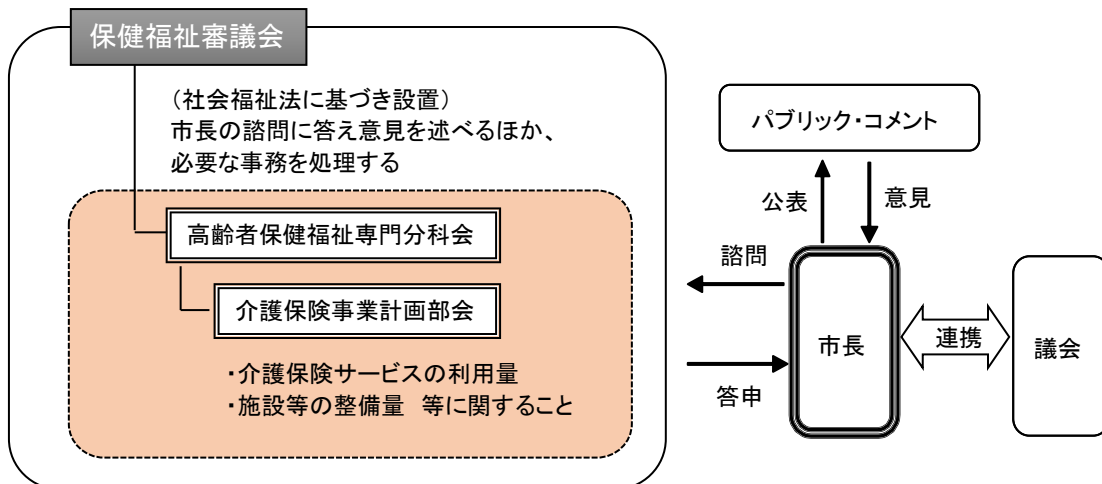 保健福祉審議会
（社会福祉法に基づき設置）
市長の諮問に答え意見を述べるほか、
必要な事務を処理する
高齢者保健福祉専門分科会
介護保険事業計画部会
・介護保険サービスの利用量
・施設等の整備量　等に関すること
パブリック・コメント
公表
意見
諮問
答申
市長
連携
議会